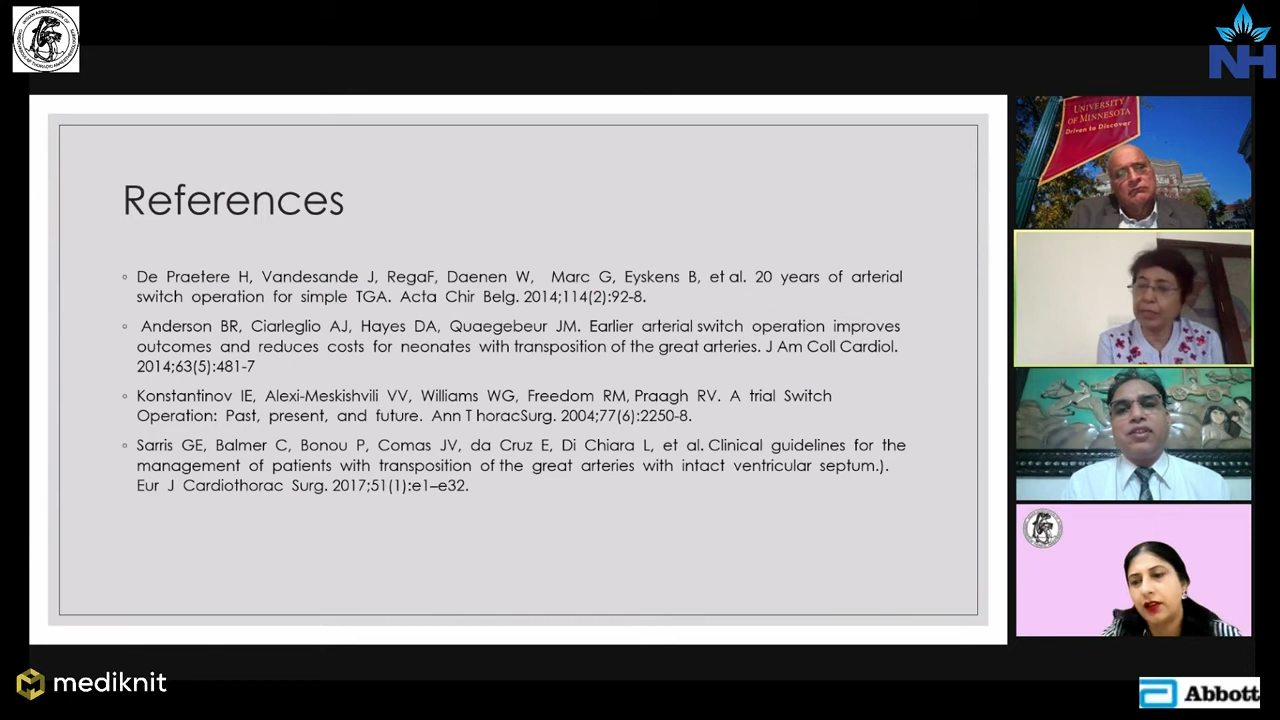 NH
UNIVERSITY
OF MINNESOTA
Driven to Discover
References
◦ De Praetere H, Vandesande J, RegaF, Daenen W, Marc G, Eyskens B, et al. 20 years of arterial
switch operation for simple TGA. Acta Chir Belg. 2014;114(2):92-8.
◦ Anderson BR, Ciarleglio AJ, Hayes DA, Quaegebeur JM. Earlier arterial switch operation improves
outcomes and reduces costs for neonates with transposition of the great arteries. J Am Coll Cardiol.
2014;63(5):481-7
◦ Konstantinov IE, Alexi-Meskishvili VV, Williams WG, Freedom RM, Praagh RV. A trial Switch
Operation: Past, present, and future. Ann T horacSurg. 2004;77(6):2250-8.
◦ Sarris GE, Balmer C, Bonou P, Comas JV, da Cruz E, Di Chiara L, et al. Clinical guidelines for the
management of patients with transposition of the great arteries with intact ventricular septum.).
Eur J Cardiothorac Surg. 2017;51(1):e1–e32.
mediknit
Abbott